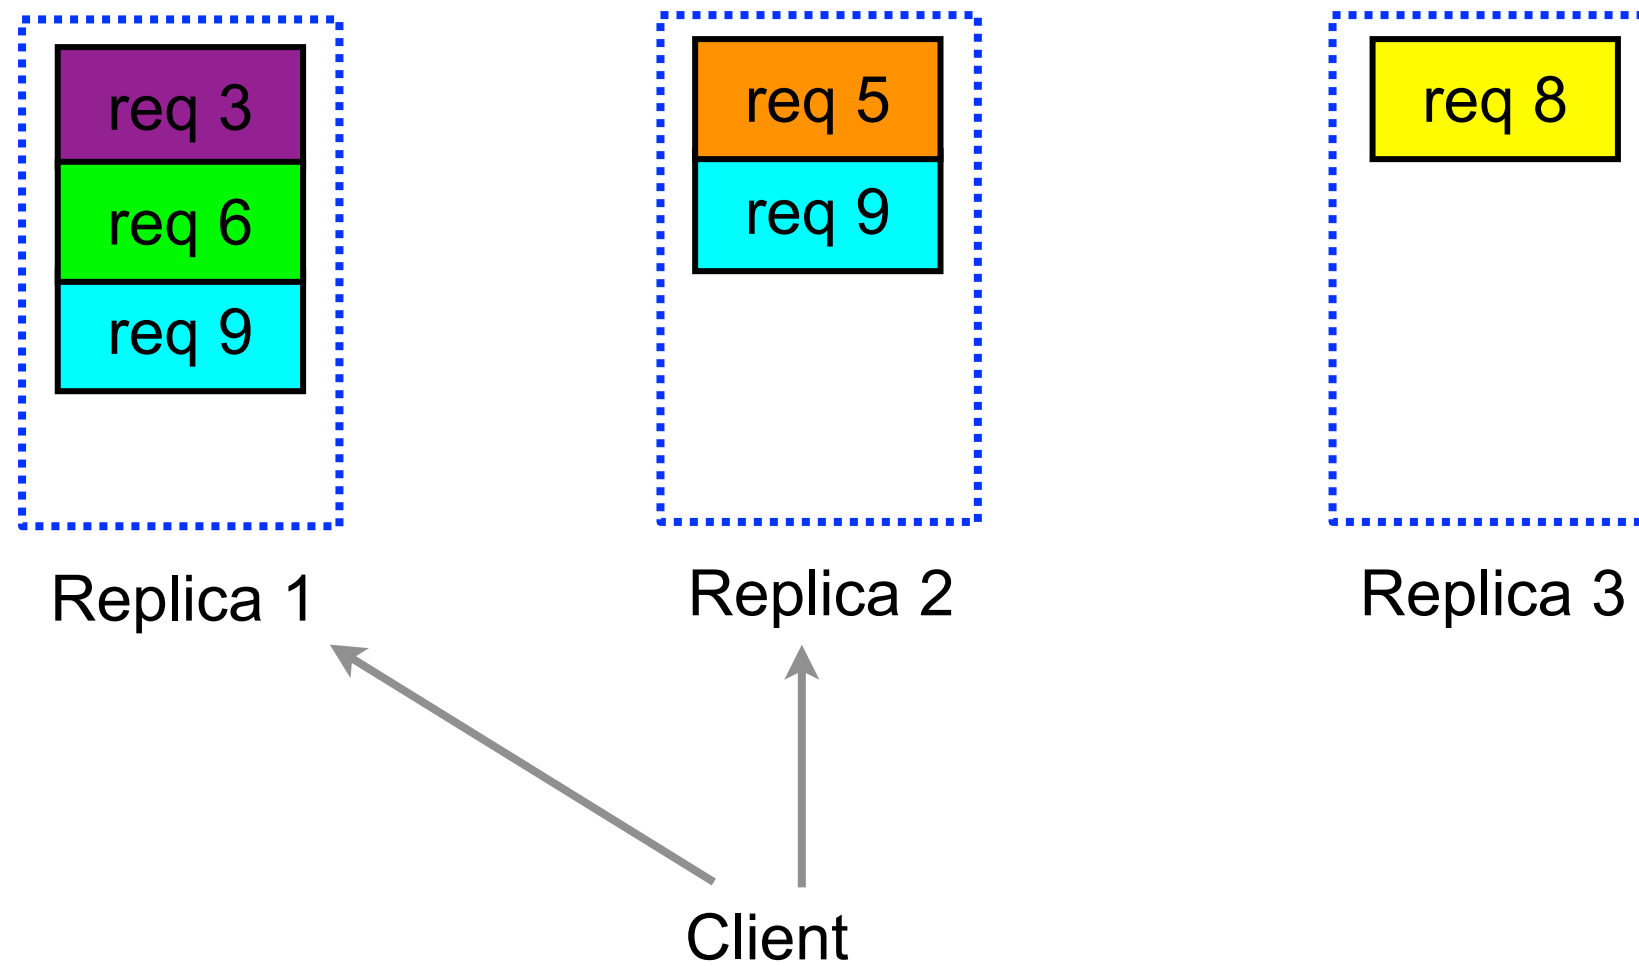 req 3
req 6
req 9
Replica 1
req 5
req 9
Replica 2
req 8
Replica 3
Client